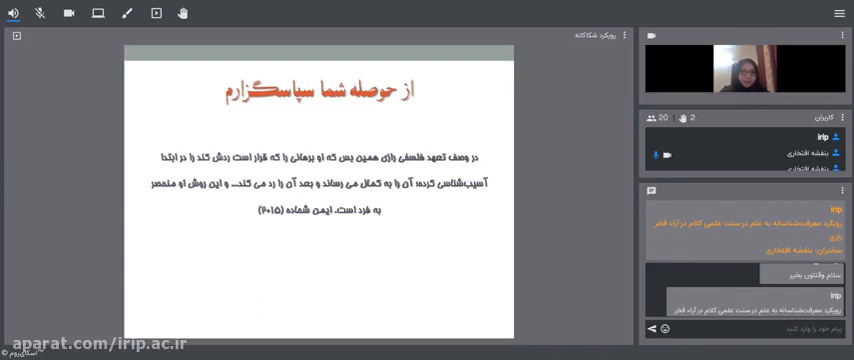 رویکرد شکاکانه
از حوصله شما سپاسگزارم
در وصف تعهد فلسفی رازی همین بس که او برهانی را که قرار است ردش کند را در ابتدا
آسیب‌شناسی کرده؛ آن را به کمال می رساند و بعد آن را رد می کند... و این روش او منحصر
به فرد است. ایمن شحاده (۲۰۱۵)
کاربران
2
20
irip
بنفشه افتخاری
بنفشه افتخاری
irip
رویکرد معرفت‌شناسانه به علم در سنت علمی کلام در آراء فخر
رازی
سخنران: بنفشه افتخاری
سلام وقتتون بخیر
irip
رویکرد معرفت‌شناسانه به علم در سنت علمی کلام در آراء فخر
پیام خود را وارد کنید
aparat.com/irip.ac.ir
© اسکای‌روم™